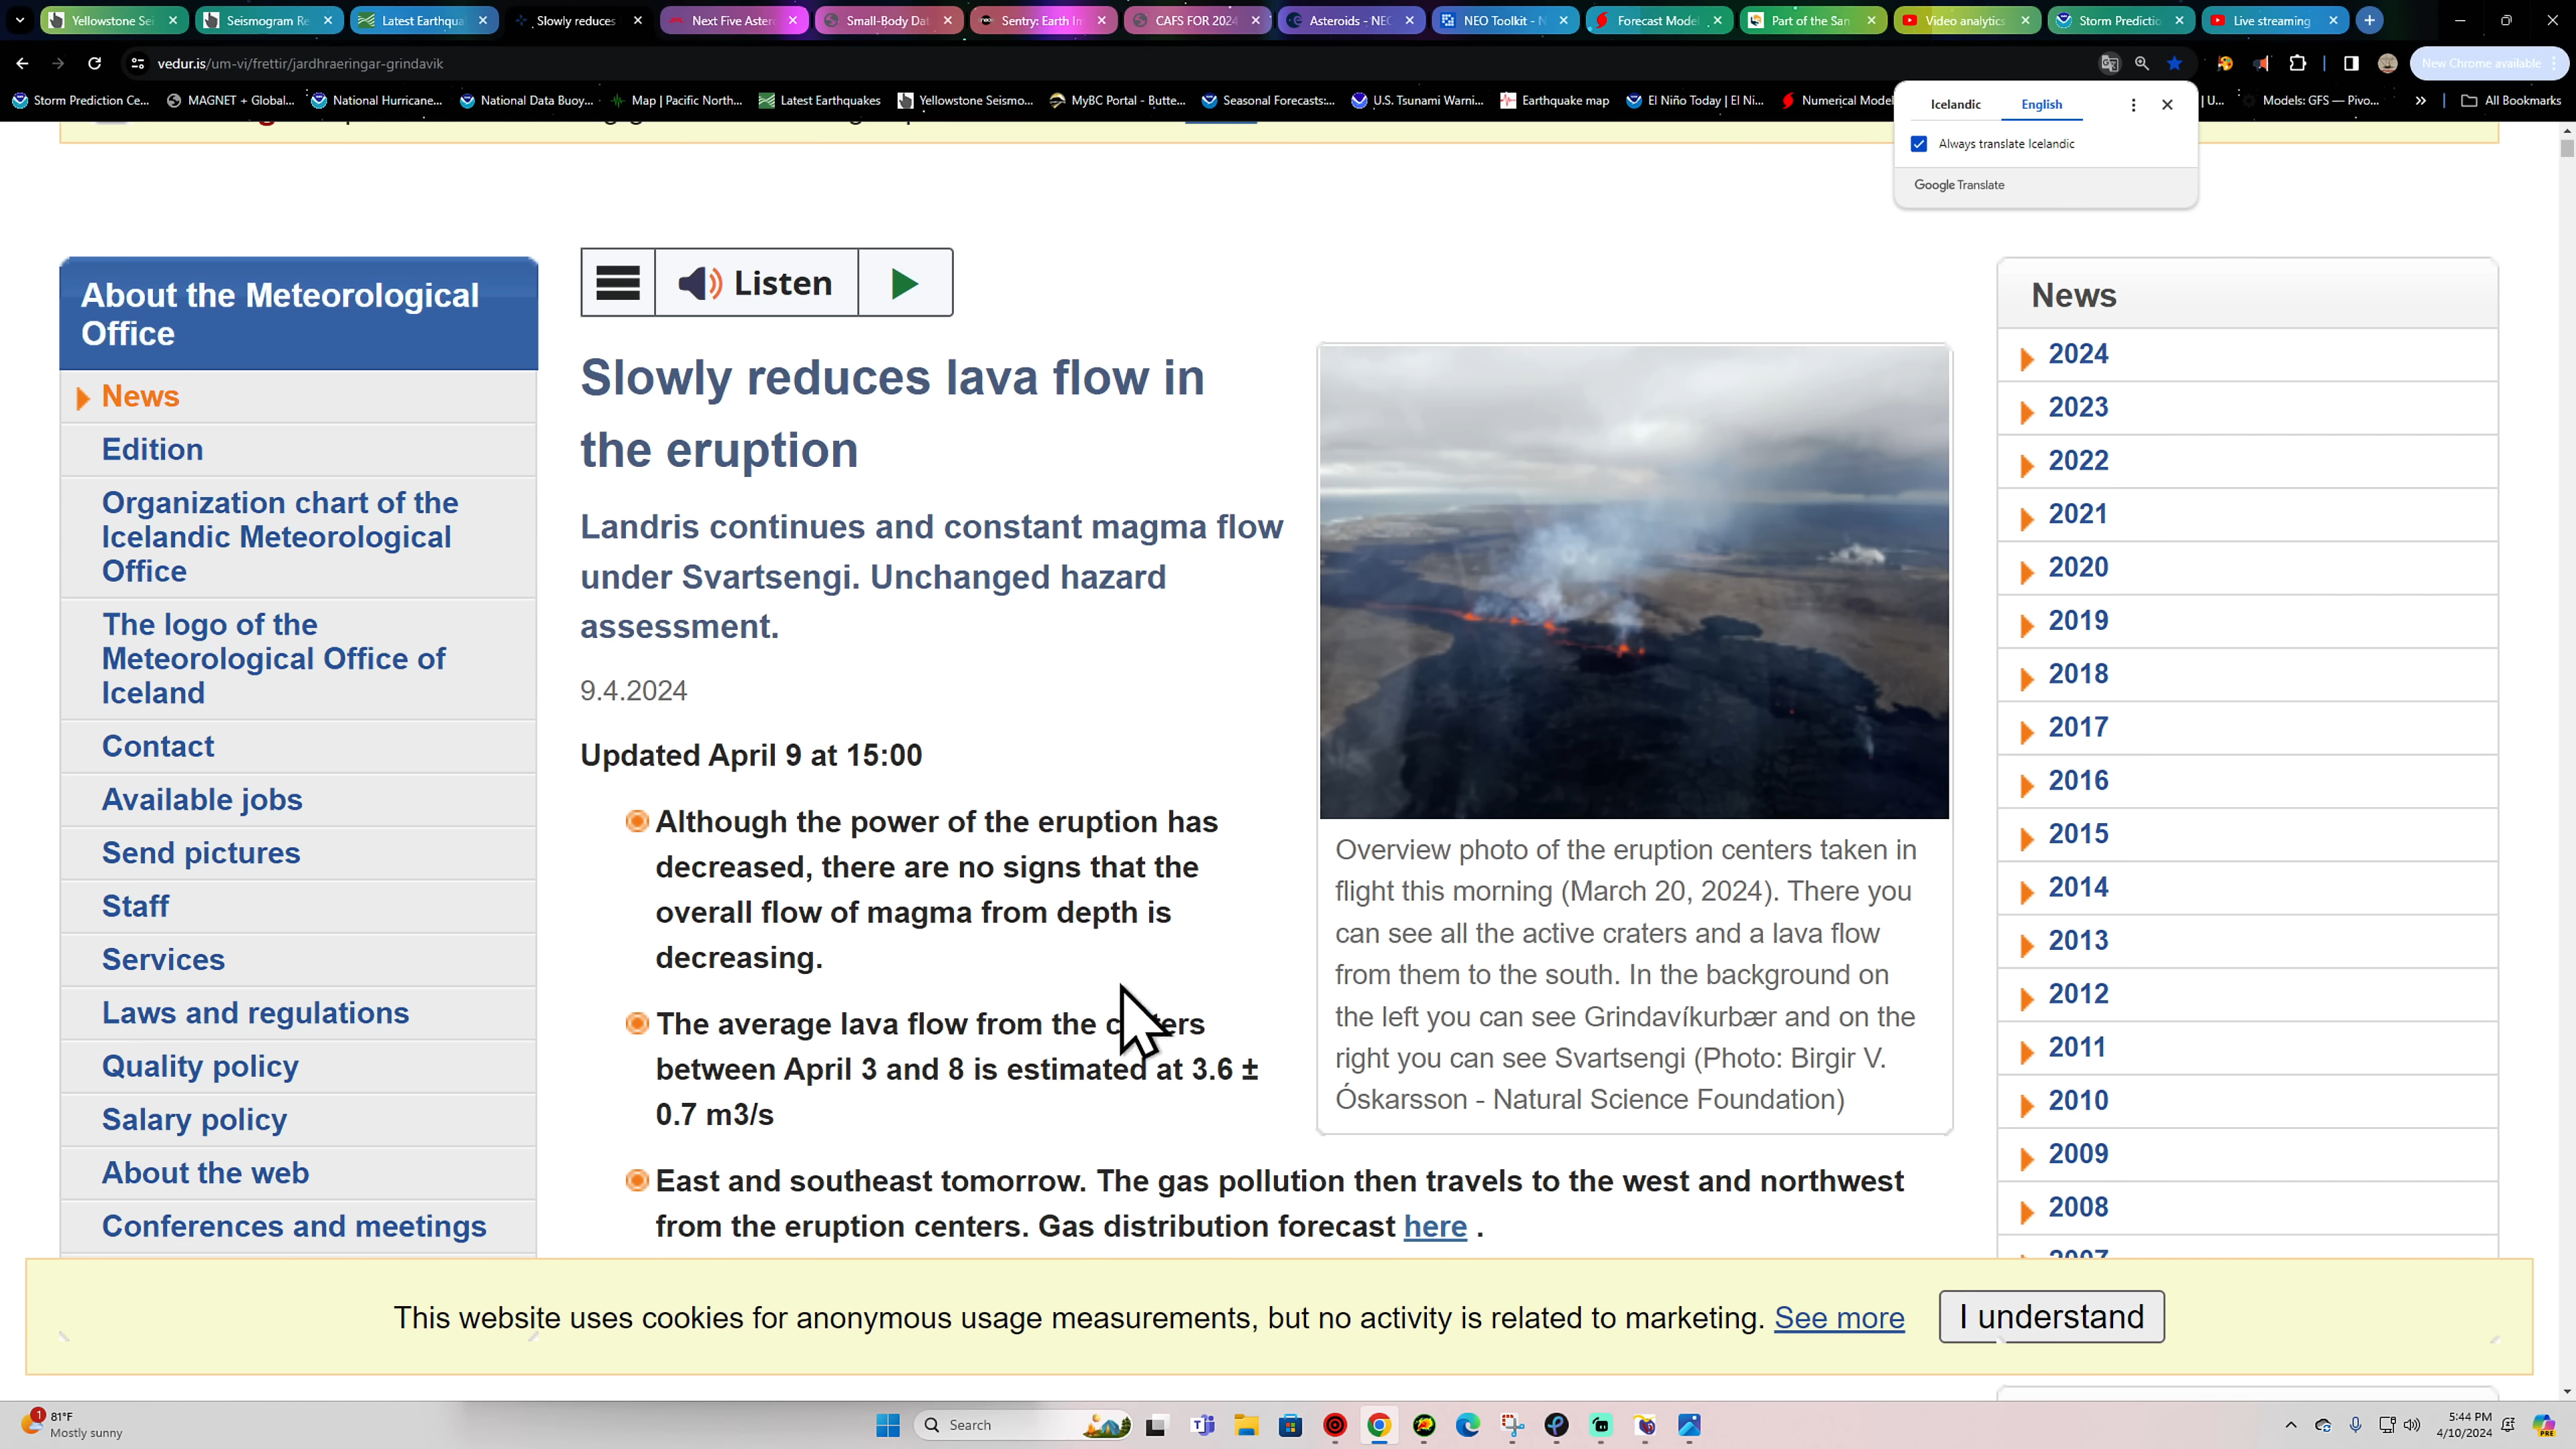 Yellowstone Sei
Seismogram Re
Latest Earthqua
Slowly reduces
Next Five Aster
Small-Body Dat
Sentry: Earth Im
CAFS FOR 2024
Asteroids - NEO
NEO Toolkit - N
Forecast Model
Part of the San
Video analytics
Storm Predictio
Live streaming
vedur.is/um-vi/frettir/jardhraeringar-grindavik
New Chrome available
Storm Prediction Ce...
MAGNET + Global...
National Hurricane...
National Data Buoy...
Map | Pacific North...
Latest Earthquakes
Yellowstone Seismo...
MyBC Portal - Butte...
Seasonal Forecasts:...
U.S. Tsunami Warni...
Earthquake map
El Niño Today | El Ni...
Numerical Model
| U...
Models: GFS — Pivo...
All Bookmarks
Icelandic
English
Always translate Icelandic
Google Translate
About the Meteorological
Office
News
Edition
Organization chart of the
Icelandic Meteorological
Office
The logo of the
Meteorological Office of
Iceland
Contact
Available jobs
Send pictures
Staff
Services
Laws and regulations
Quality policy
Salary policy
About the web
Conferences and meetings
Listen
Slowly reduces lava flow in
the eruption
Landris continues and constant magma flow
under Svartsengi. Unchanged hazard
assessment.
9.4.2024
Updated April 9 at 15:00
Although the power of the eruption has
decreased, there are no signs that the
overall flow of magma from depth is
decreasing.
The average lava flow from the
between April 3 and 8 is estimated at 3.6 ±
0.7 m3/s
East and southeast tomorrow. The gas pollution then travels to the west and northwest
from the eruption centers. Gas distribution forecast here .
Overview photo of the eruption centers taken in
flight this morning (March 20, 2024). There you
can see all the active craters and a lava flow
from them to the south. In the background on
the left you can see Grindavíkurbær and on the
right you can see Svartsengi (Photo: Birgir V.
Óskarsson - Natural Science Foundation)
News
2024
2023
2022
2021
2020
2019
2018
2017
2016
2015
2014
2013
2012
2011
2010
2009
2008
2007
This website uses cookies for anonymous usage measurements, but no activity is related to marketing. See more
I understand
1
81°F
Mostly sunny
Search
5:44 PM
4/10/2024
PRE